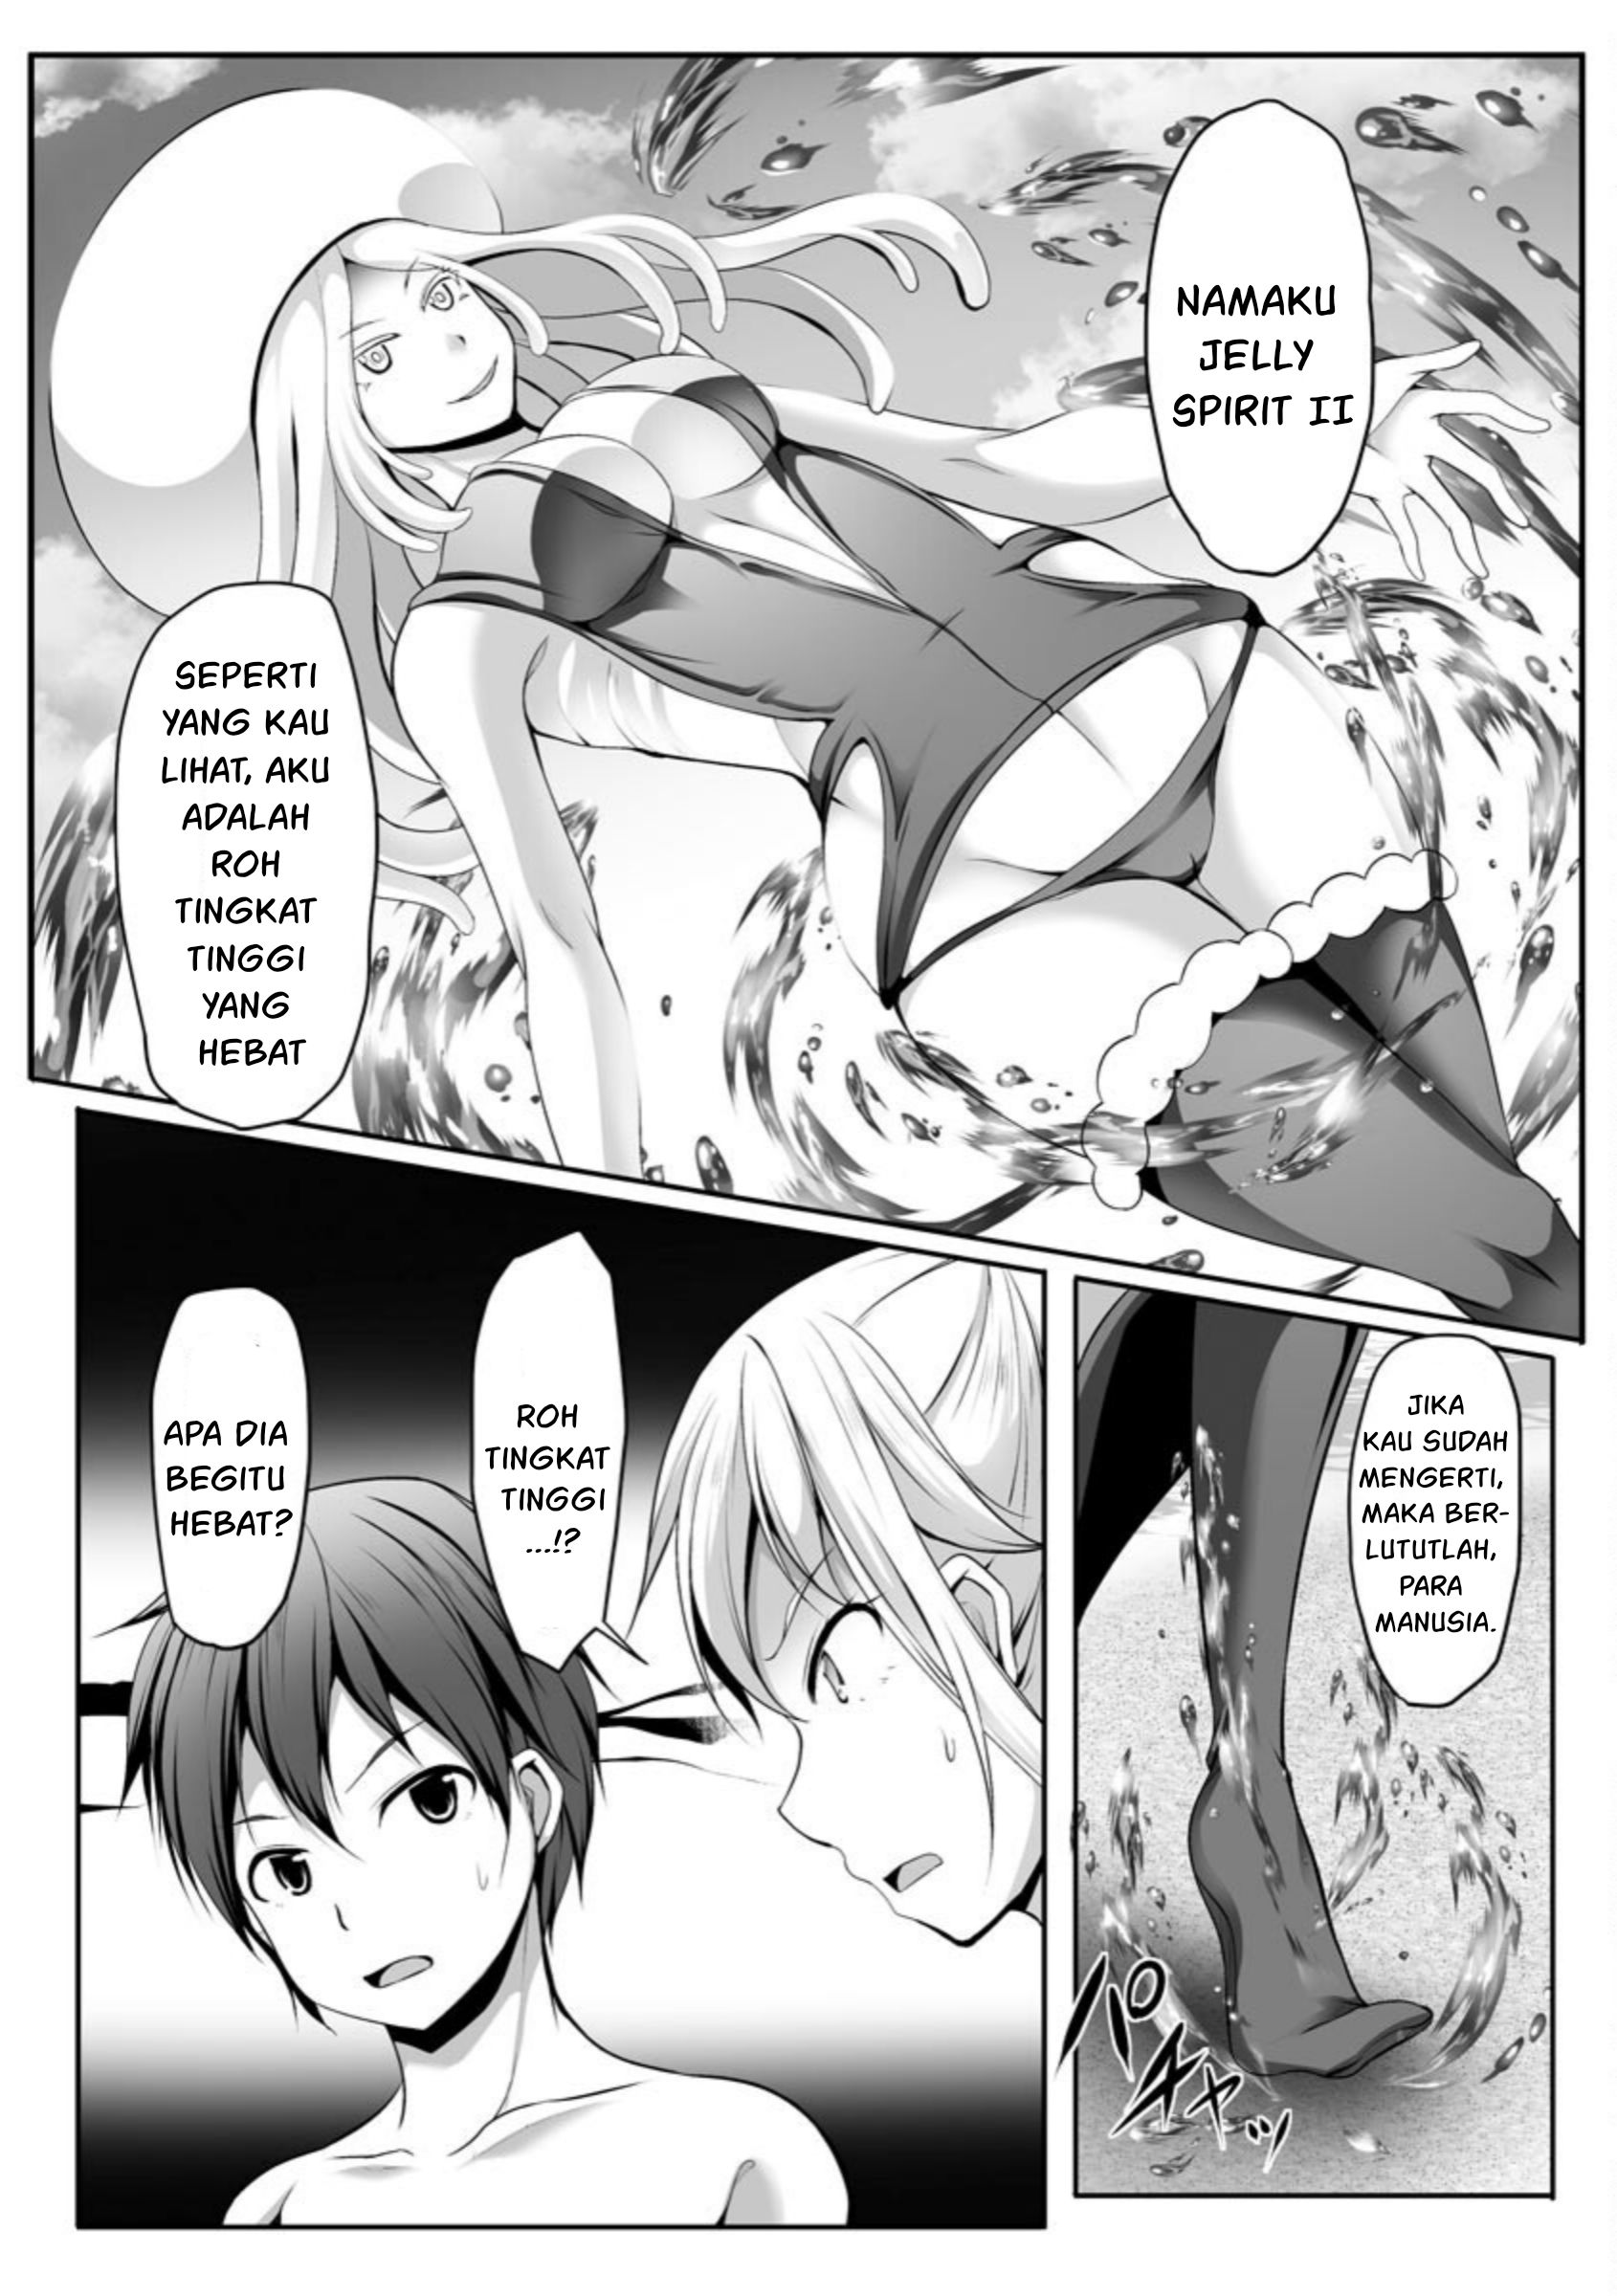 NAMAKU
JELLY
SPIRIT II
SEPERTI
YANG KAU
LIHAT, AKU
ADALAH
ROH
TINGKAT
TINGGI
YANG
HEBAT
JIKA
KAU SUDAH
MENGERTI,
MAKA BER-
LUTUTLAH,
PARA
MANUSIA.
パチャッ
ROH
TINGKAT
TINGGI
...!?
APA DIA
BEGITU
HEBAT?